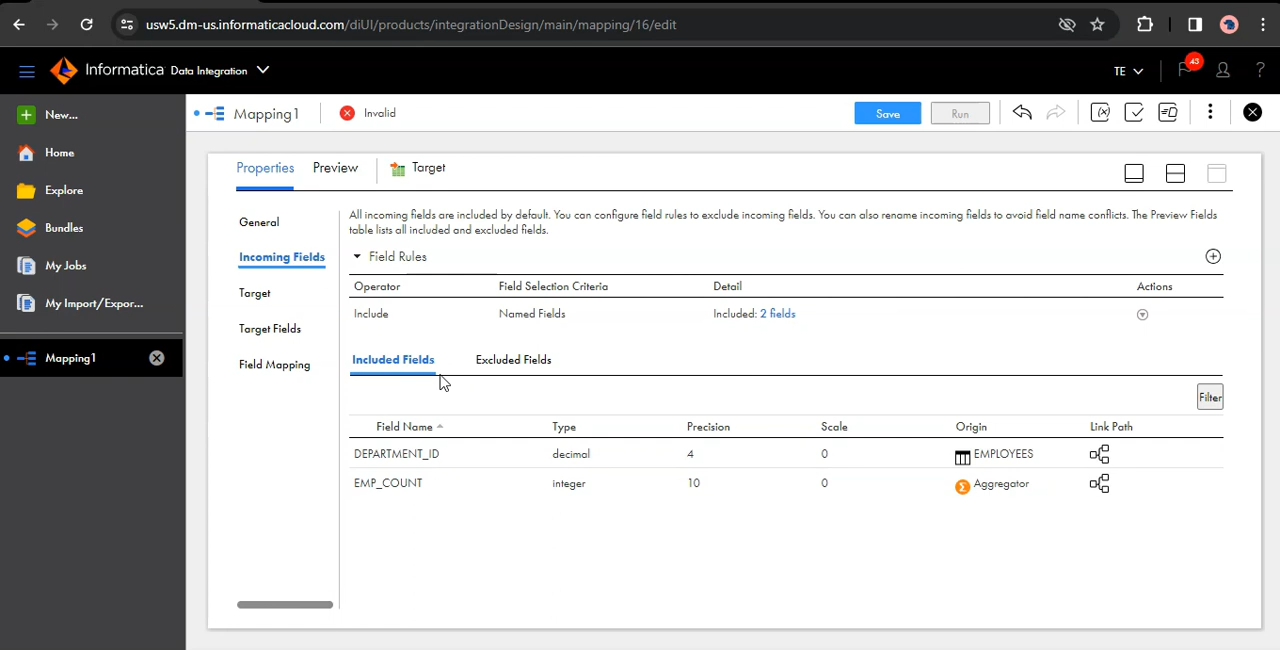 usw5.dm-us.informaticacloud.com/diUI/products/integrationDesign/main/mapping/16/edit
Informatica Data Integration
TE
43
?
New...
Home
Explore
Bundles
My Jobs
My Import/Expor...
Mapping1
Mapping1
Invalid
Save
Run
Properties
Preview
Target
General
Incoming Fields
Target
Target Fields
Field Mapping
All incoming fields are included by default. You can configure field rules to exclude incoming fields. You can also rename incoming fields to avoid field name conflicts. The Preview Fields
table lists all included and excluded fields.
Field Rules
Operator Field Selection Criteria Detail Actions
Include Named Fields Included: 2 fields
Included Fields Excluded Fields
Filter
Field Name Type Precision Scale Origin Link Path
DEPARTMENT_ID decimal 4 0 EMPLOYEES
EMP_COUNT integer 10 0 Aggregator